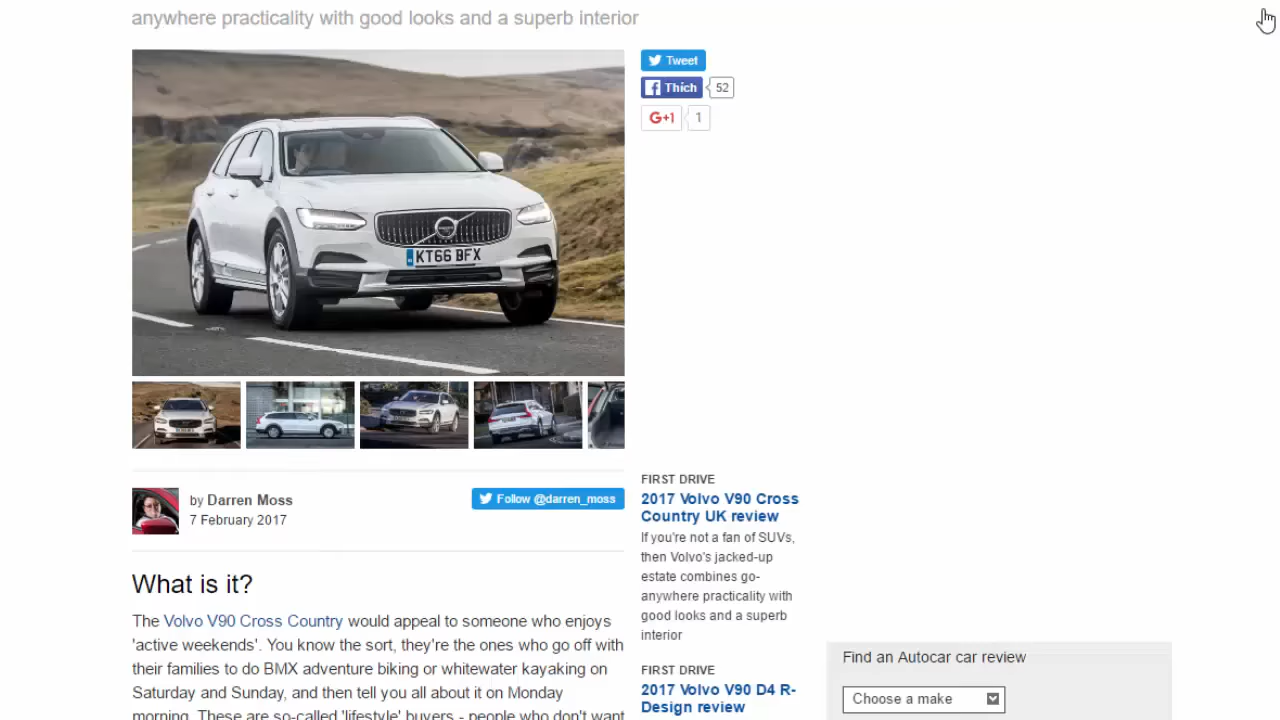 anywhere practicality with good looks and a superb interior
Tweet
Thich 52
G+1 1
KT66 BFX
by Darren Moss
7 February 2017
Follow @darren_moss
What is it?
The Volvo V90 Cross Country would appeal to someone who enjoys
'active weekends'. You know the sort, they're the ones who go off with
their families to do BMX adventure biking or whitewater kayaking on
Saturday and Sunday, and then tell you all about it on Monday
morning. These are so-called 'lifestyle' buyers - people who don't want
FIRST DRIVE
2017 Volvo V90 Cross
Country UK review
If you're not a fan of SUVs,
then Volvo's jacked-up
estate combines go-
anywhere practicality with
good looks and a superb
interior
FIRST DRIVE
2017 Volvo V90 D4 R-
Design review
Find an Autocar car review
Choose a make